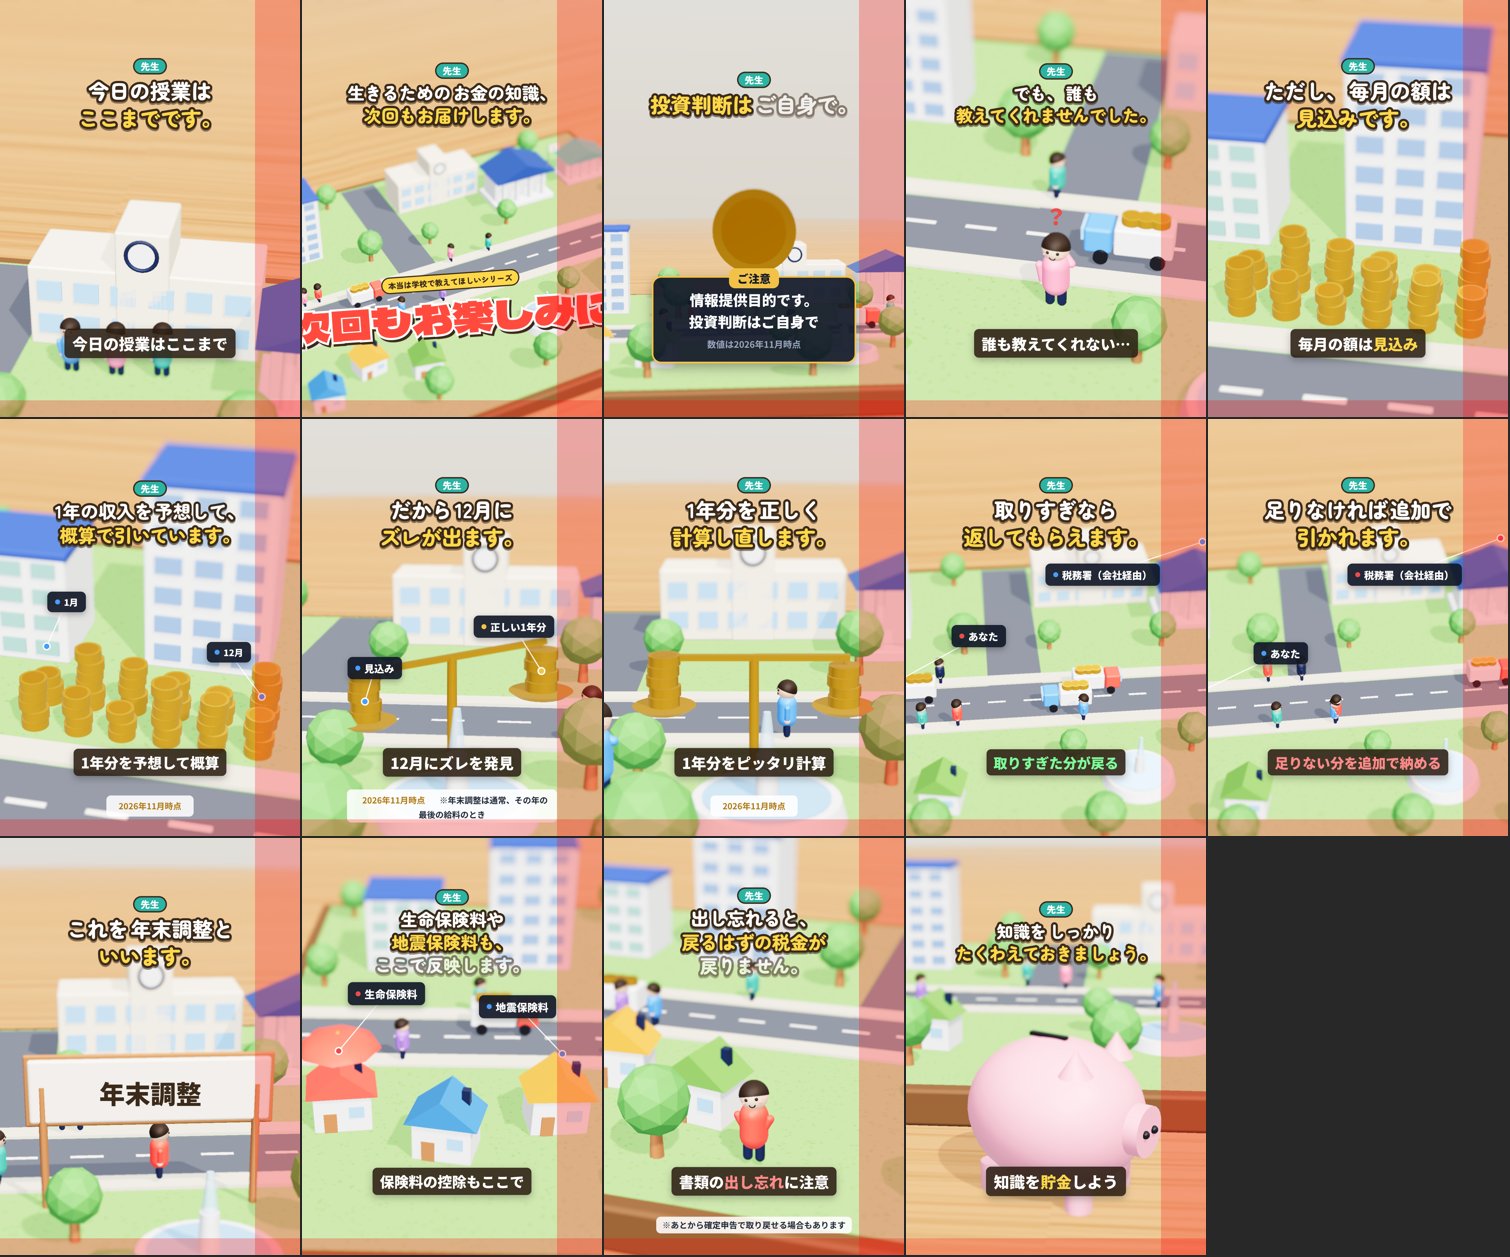 先生
今日の授業は
ここまでです。
今日の授業はここまで
先生
生きるためのお金の知識、
次回もお届けします。
本当は学校で教えてほしいシリーズ
次回もお楽しみに
先生
投資判断はご自身で。
ご注意
情報提供目的です。
投資判断はご自身で
数値は2026年11月時点
先生
でも、誰も
教えてくれませんでした。
?
誰も教えてくれない…
先生
ただし、毎月の額は
見込みです。
毎月の額は見込み
先生
1年の収入を予想して、
概算で引いています。
1月
12月
1年分を予想して概算
2026年11月時点
先生
だから12月に
ズレが出ます。
正しい1年分
見込み
12月にズレを発見
2026年11月時点 ※年末調整は通常、その年の
最後の給料のとき
先生
1年分を正しく
計算し直します。
1年分をピッタリ計算
2026年11月時点
先生
取りすぎなら
返してもらえます。
税務署（会社経由）
あなた
取りすぎた分が戻る
先生
足りなければ追加で
引かれます。
税務署（会社経由）
あなた
足りない分を追加で納める
先生
これを年末調整と
いいます。
年末調整
先生
生命保険料や
地震保険料も、
ここで反映します。
生命保険料
地震保険料
保険料の控除もここで
先生
出し忘れると、
戻るはずの税金が
戻りません。
書類の出し忘れに注意
※あとから確定申告で取り戻せる場合もあります
先生
知識をしっかり
たくわえておきましょう。
知識を貯金しよう